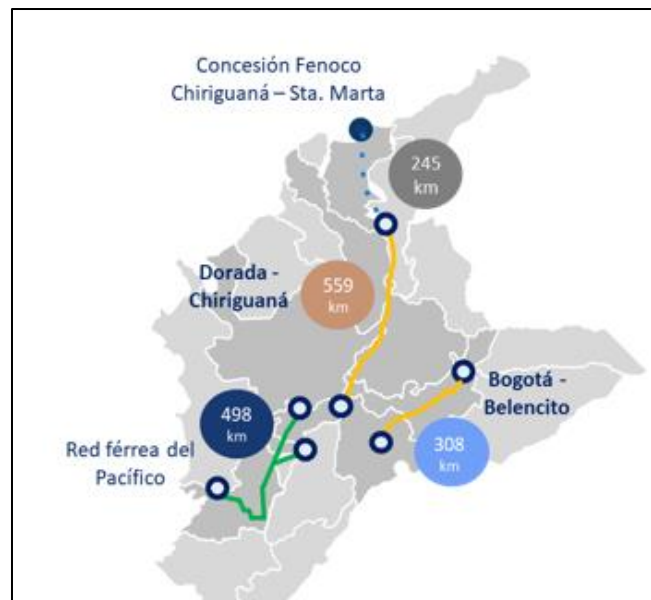 Concesión Fenoco
Chiriguaná – Sta. Marta
245
km
Dorada -
Chiriguaná
559
km
498
km
Bogotá -
Belencito
Red férrea del
Pacífico
308
km